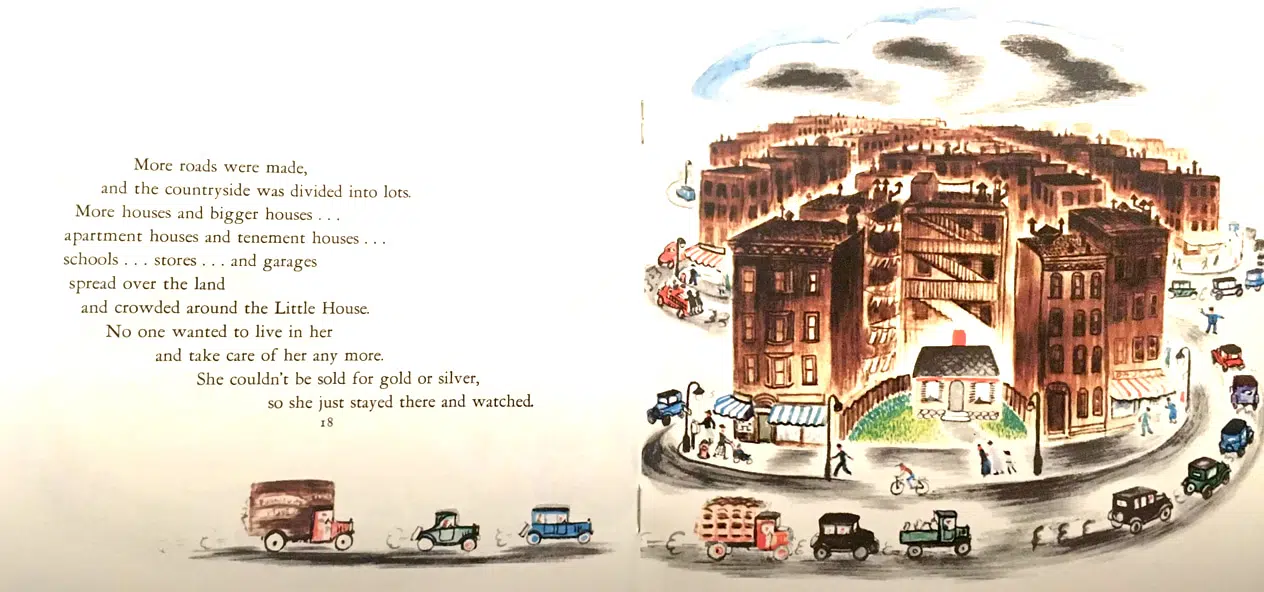 More roads were made,
and the countryside was divided into lots.
More houses and bigger houses . . .
apartment houses and tenement houses . . .
schools . . . stores . . . and garages
spread over the land
and crowded around the Little House.
No one wanted to live in her
and take care of her any more.
She couldn't be sold for gold or silver,
so she just stayed there and watched.
18